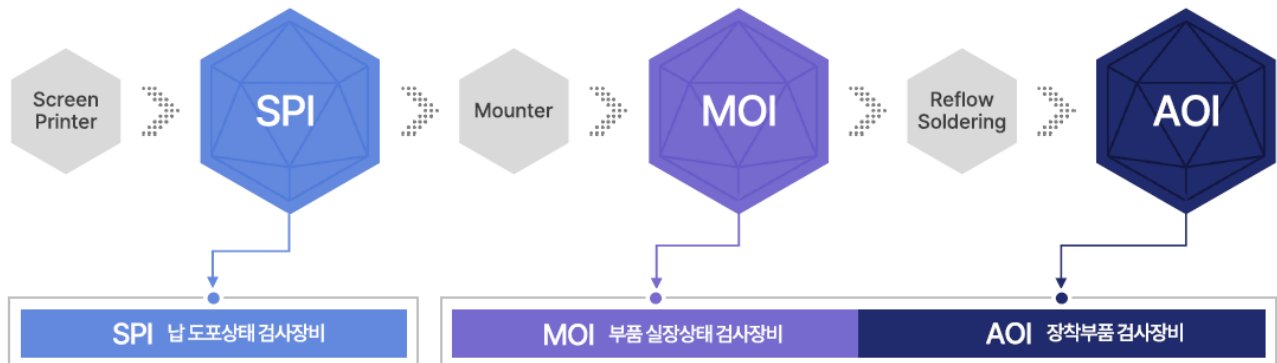 Screen
Printer
SPI
Mounter
MOI
Reflow
Soldering
AOI
SPI 납 도포상태 검사장비
MOI 부품 실장상태 검사장비
AOI 장착부품 검사장비